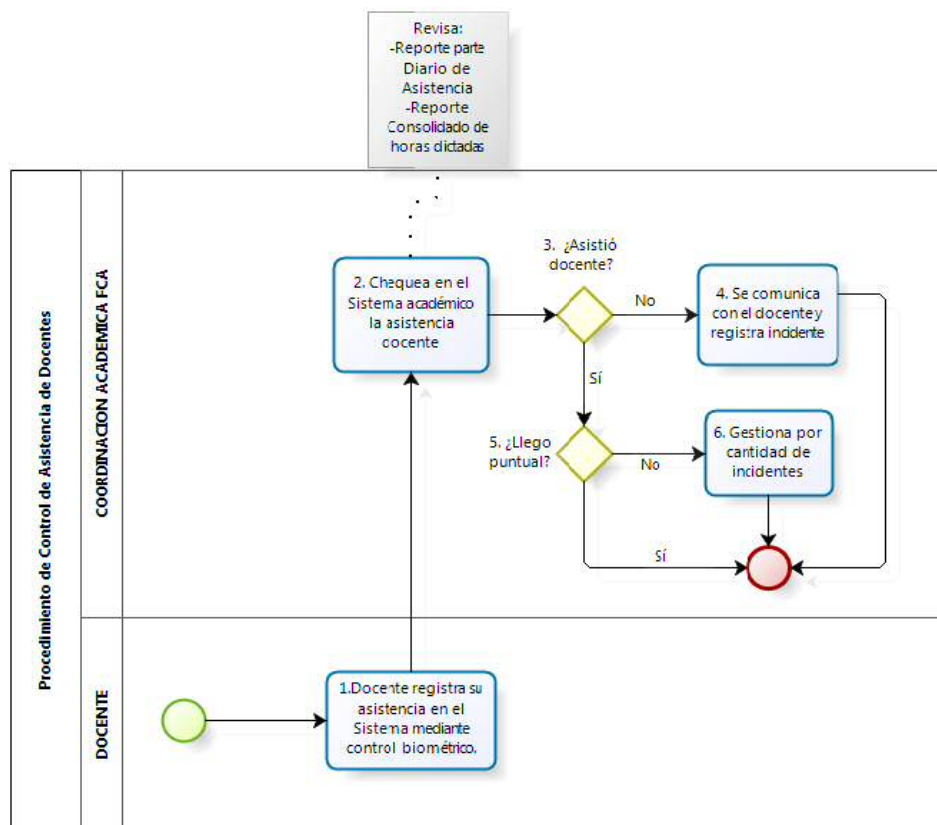 Revisa:
-Reporte parte
Diario de
Asistencia
-Reporte
Consolidado de
horas dictadas
Procedimiento de Control de Asistencia de Docentes
COORDINACION ACADEMICA FCA
2. Chequea en el
Sistema académico
la asistencia
docente
3. ¿Asistió
docente?
No
4. Se comunica
con el docente y
registra incidente
Sí
5. ¿Llego
puntual?
No
6. Gestiona por
cantidad de
incidentes
Sí
DOCENTE
1.Docente registra su
asistencia en el
Sistema mediante
control biométrico.